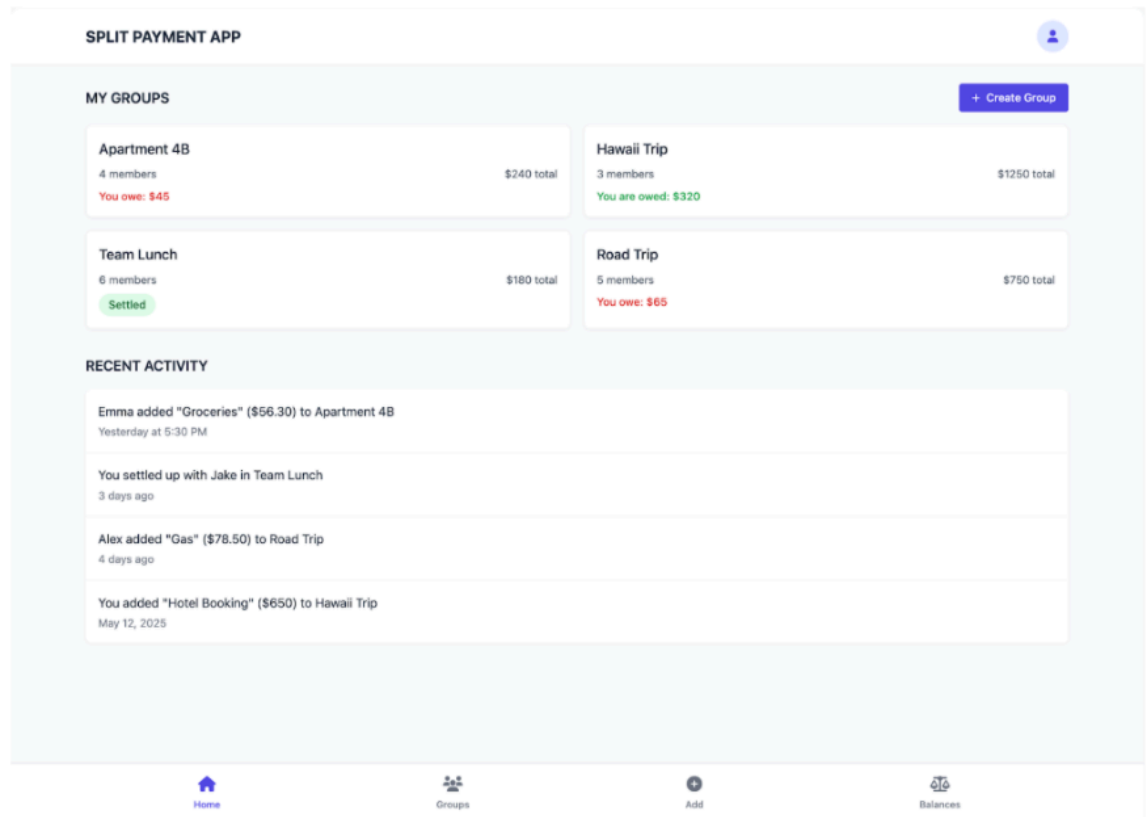 SPLIT PAYMENT APP
MY GROUPS
+ Create Group
Apartment 4B
4 members
$240 total
You owe: $45
Hawaii Trip
3 members
$1250 total
You are owed: $320
Team Lunch
6 members
$180 total
Settled
Road Trip
5 members
$750 total
You owe: $65
RECENT ACTIVITY
Emma added "Groceries" ($56.30) to Apartment 4B
Yesterday at 5:30 PM
You settled up with Jake in Team Lunch
3 days ago
Alex added "Gas" ($78.50) to Road Trip
4 days ago
You added "Hotel Booking" ($650) to Hawaii Trip
May 12, 2025
Home
Groups
Add
Balances